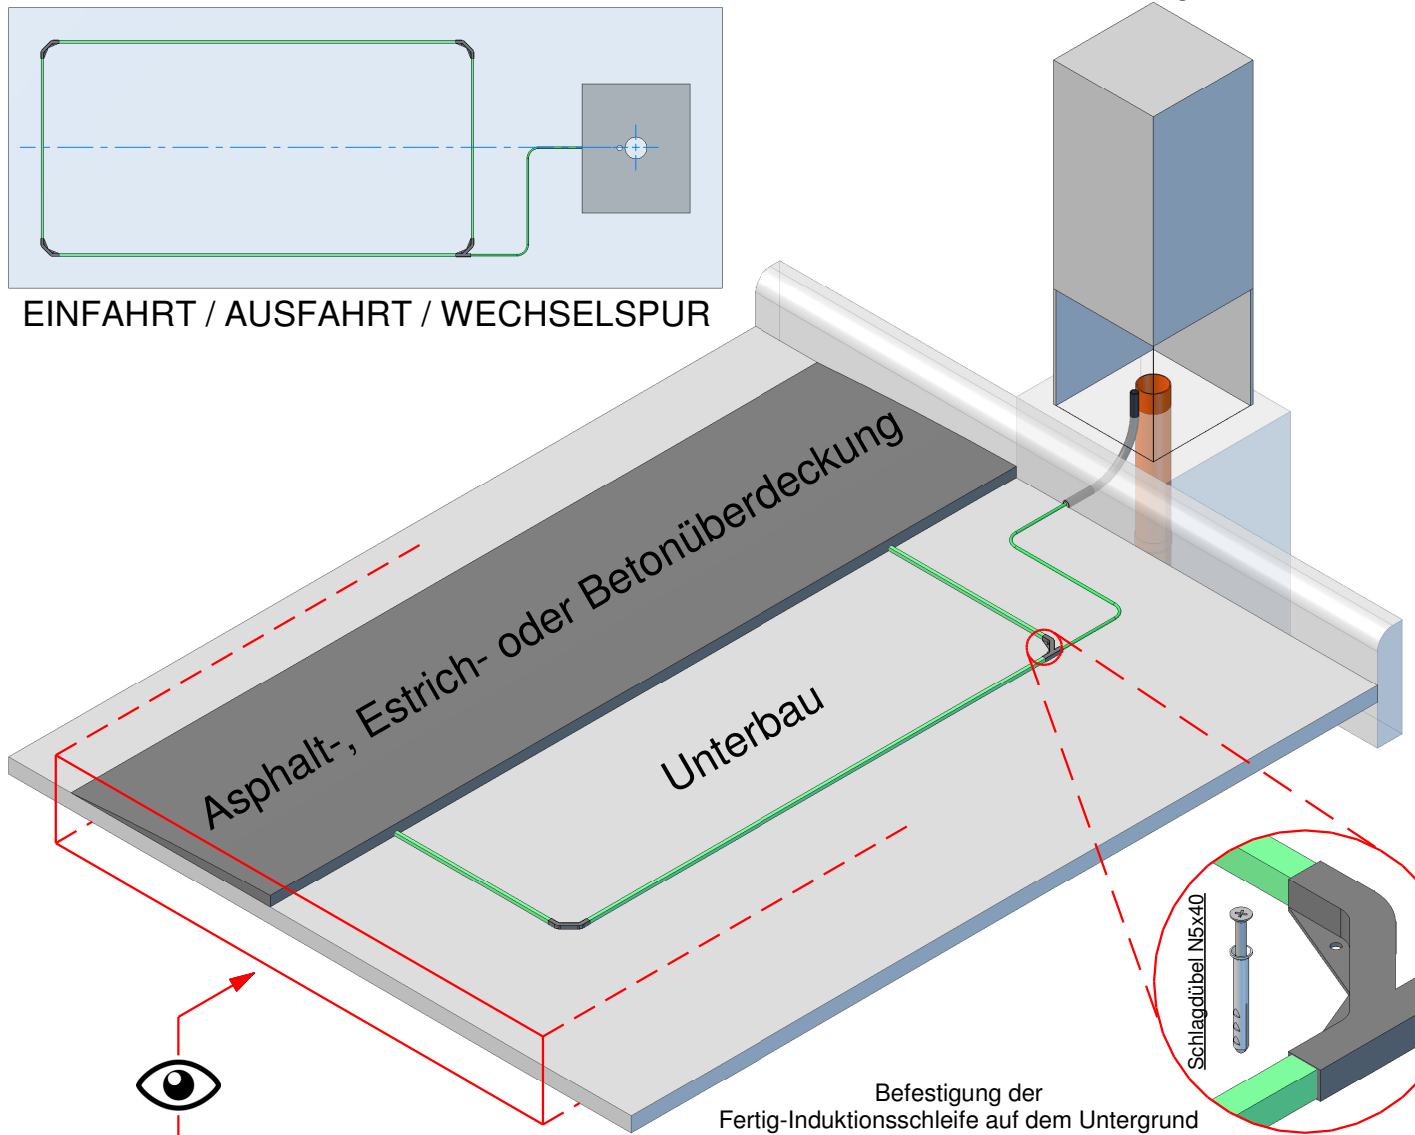 EINFAHRT / AUSFAHRT / WECHSELSPUR
Asphalt-, Estrich- oder Betonüberdeckung
Unterbau
Schlagdübel N5x40
Befestigung der
Fertig-Induktionsschleife auf dem Untergrund